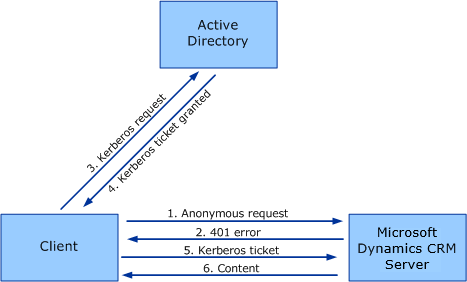 Active
Directory
3. Kerberos request
4. Kerberos ticket granted
Client
1. Anonymous request
2. 401 error
5. Kerberos ticket
6. Content
Microsoft
Dynamics CRM
Server